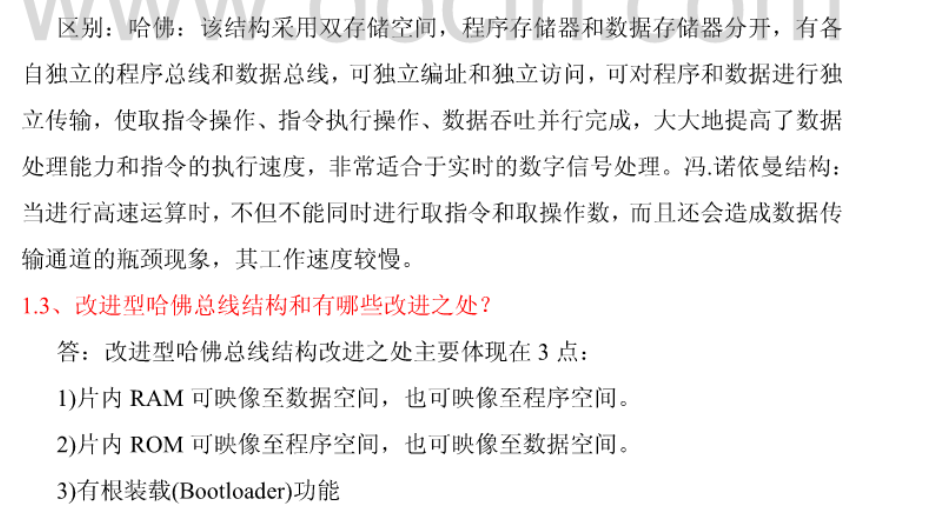 区别：哈佛：该结构采用双存储空间，程序存储器和数据存储器分开，有各
自独立的程序总线和数据总线，可独立编址和独立访问，可对程序和数据进行独
立传输，使取指令操作、指令执行操作、数据吞吐并行完成，大大地提高了数据
处理能力和指令的执行速度，非常适合于实时的数字信号处理。冯.诺依曼结构：
当进行高速运算时，不但不能同时进行取指令和取操作数，而且还会造成数据传
输通道的瓶颈现象，其工作速度较慢。
1.3、改进型哈佛总线结构和有哪些改进之处？
答：改进型哈佛总线结构改进之处主要体现在 3 点：
1)片内 RAM 可映像至数据空间，也可映像至程序空间。
2)片内 ROM 可映像至程序空间，也可映像至数据空间。
3)有根装载(Bootloader)功能